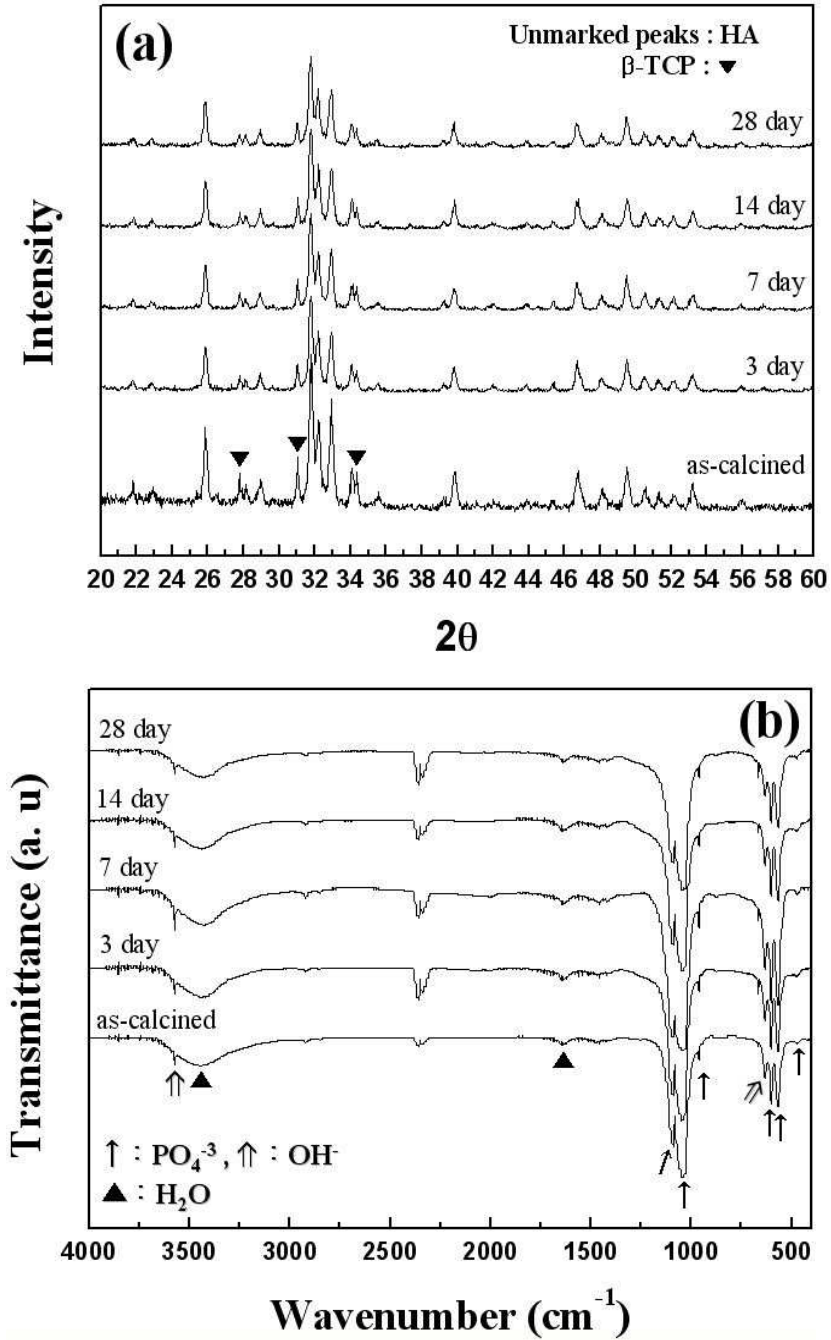 (a)
Unmarked peaks : HA
β-TCP : ▼
28 day
14 day
7 day
3 day
as-calcined
Intensity
20 22 24 26 28 30 32 34 36 38 40 42 44 46 48 50 52 54 56 58 60
2θ
(b)
28 day
14 day
7 day
3 day
as-calcined
Transmittance (a. u)
↑ : PO₄⁻³ , ⇑ : OH⁻
▲ : H₂O
4000 3500 3000 2500 2000 1500 1000 500
Wavenumber (cm⁻¹)